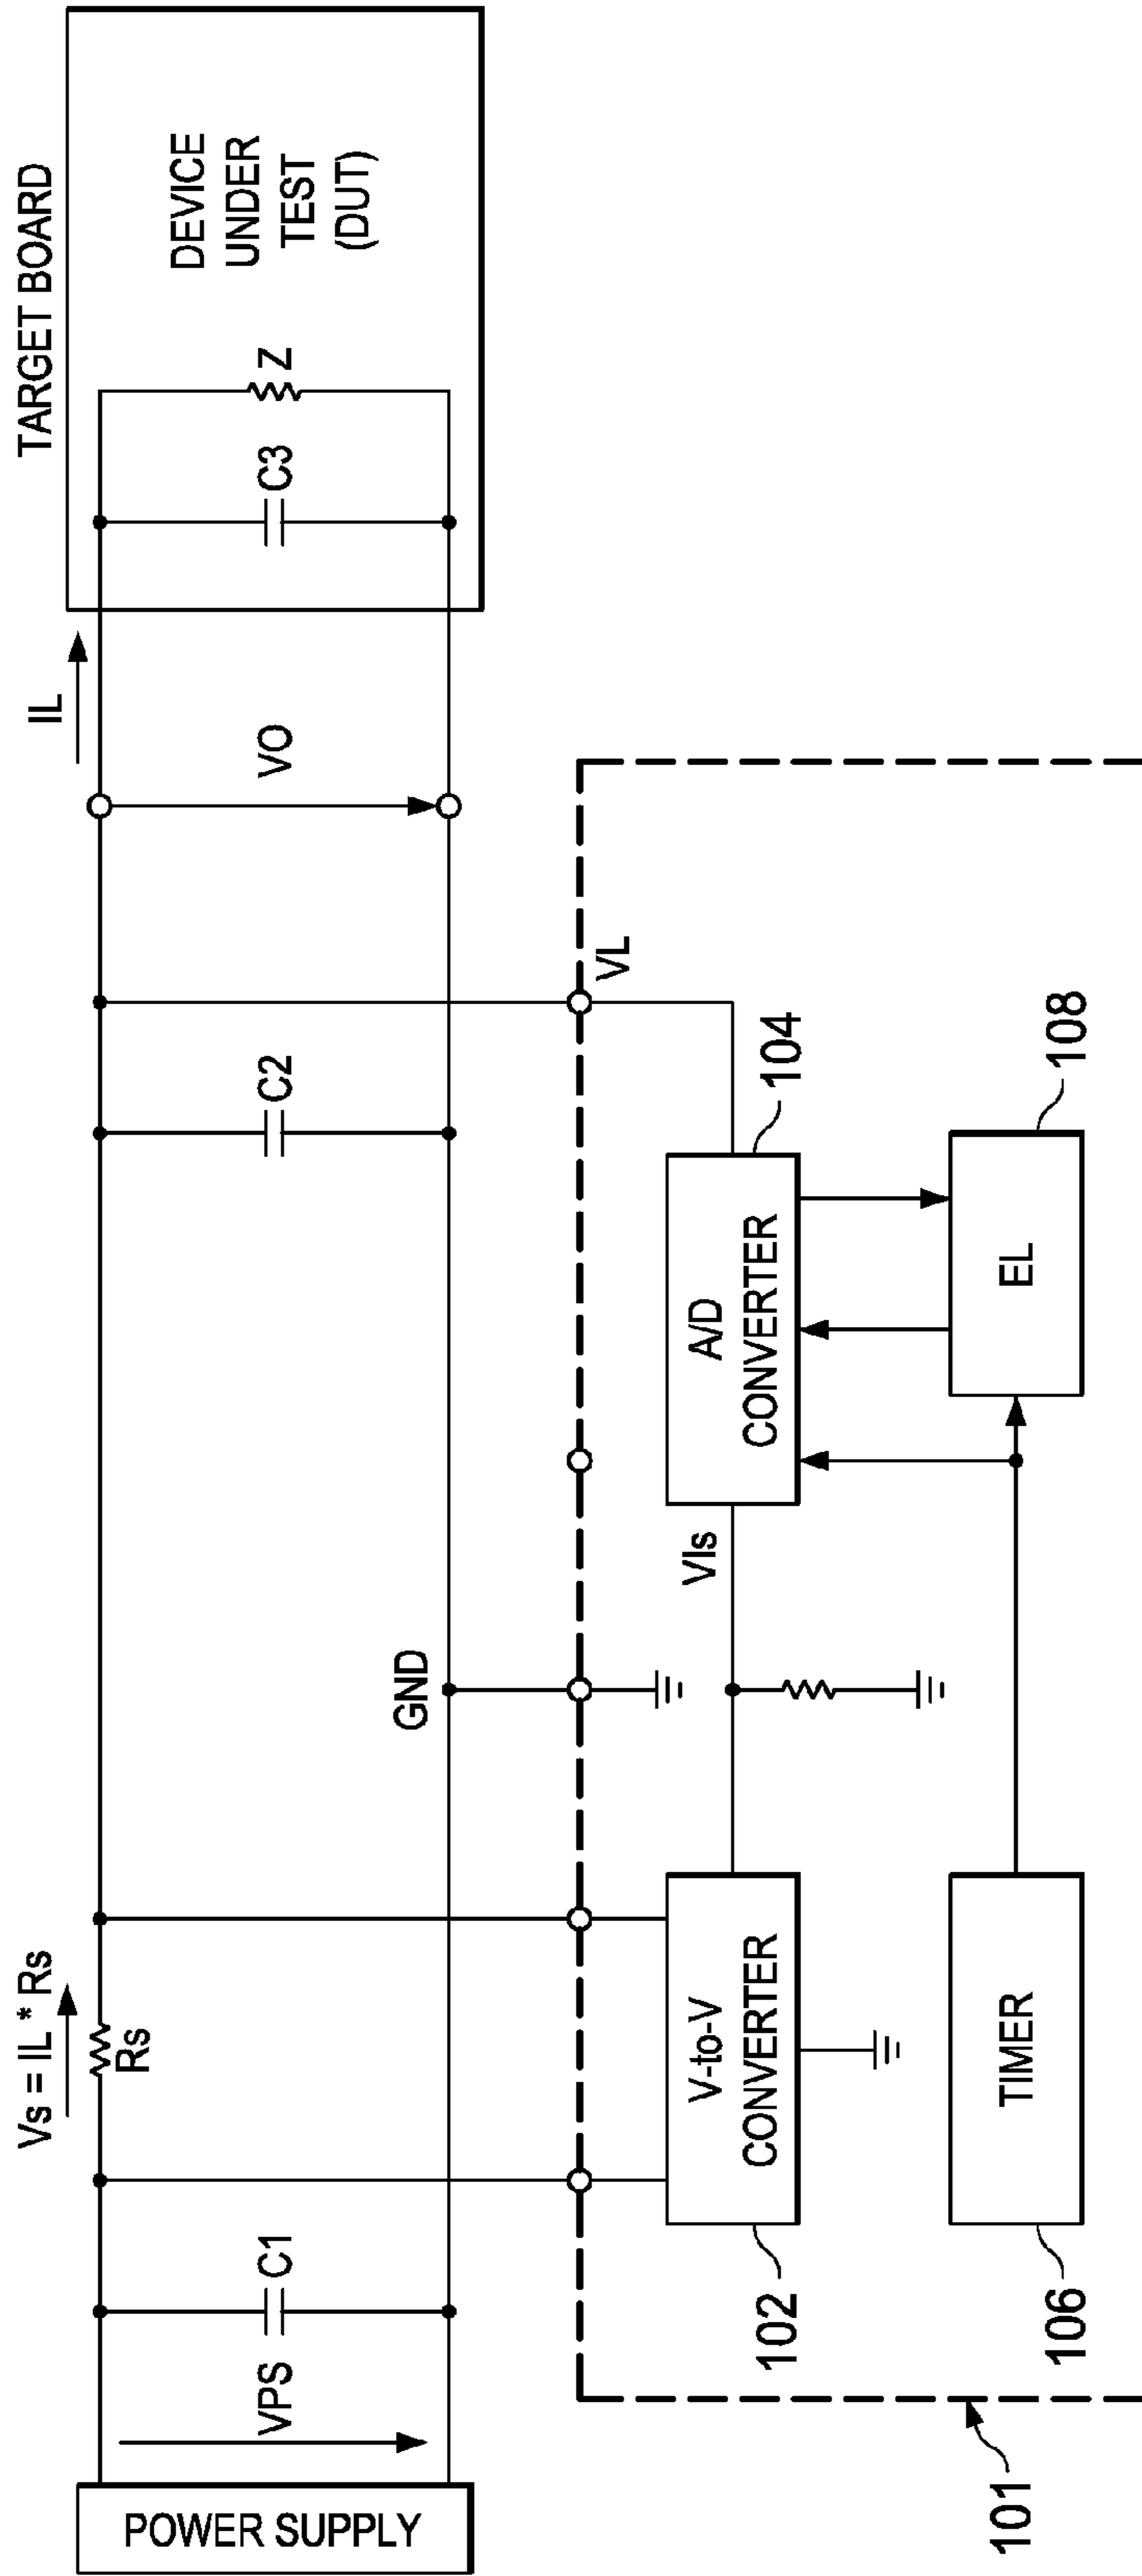 TARGET BOARD
Vs = IL * Rs
IL
POWER SUPPLY
VPS
C1
Rs
GND
C2
VO
C3
Z
DEVICE
UNDER
TEST
(DUT)
VL
V-to-V
CONVERTER
102
VIs
A/D
CONVERTER
104
TIMER
106
EL
108
101